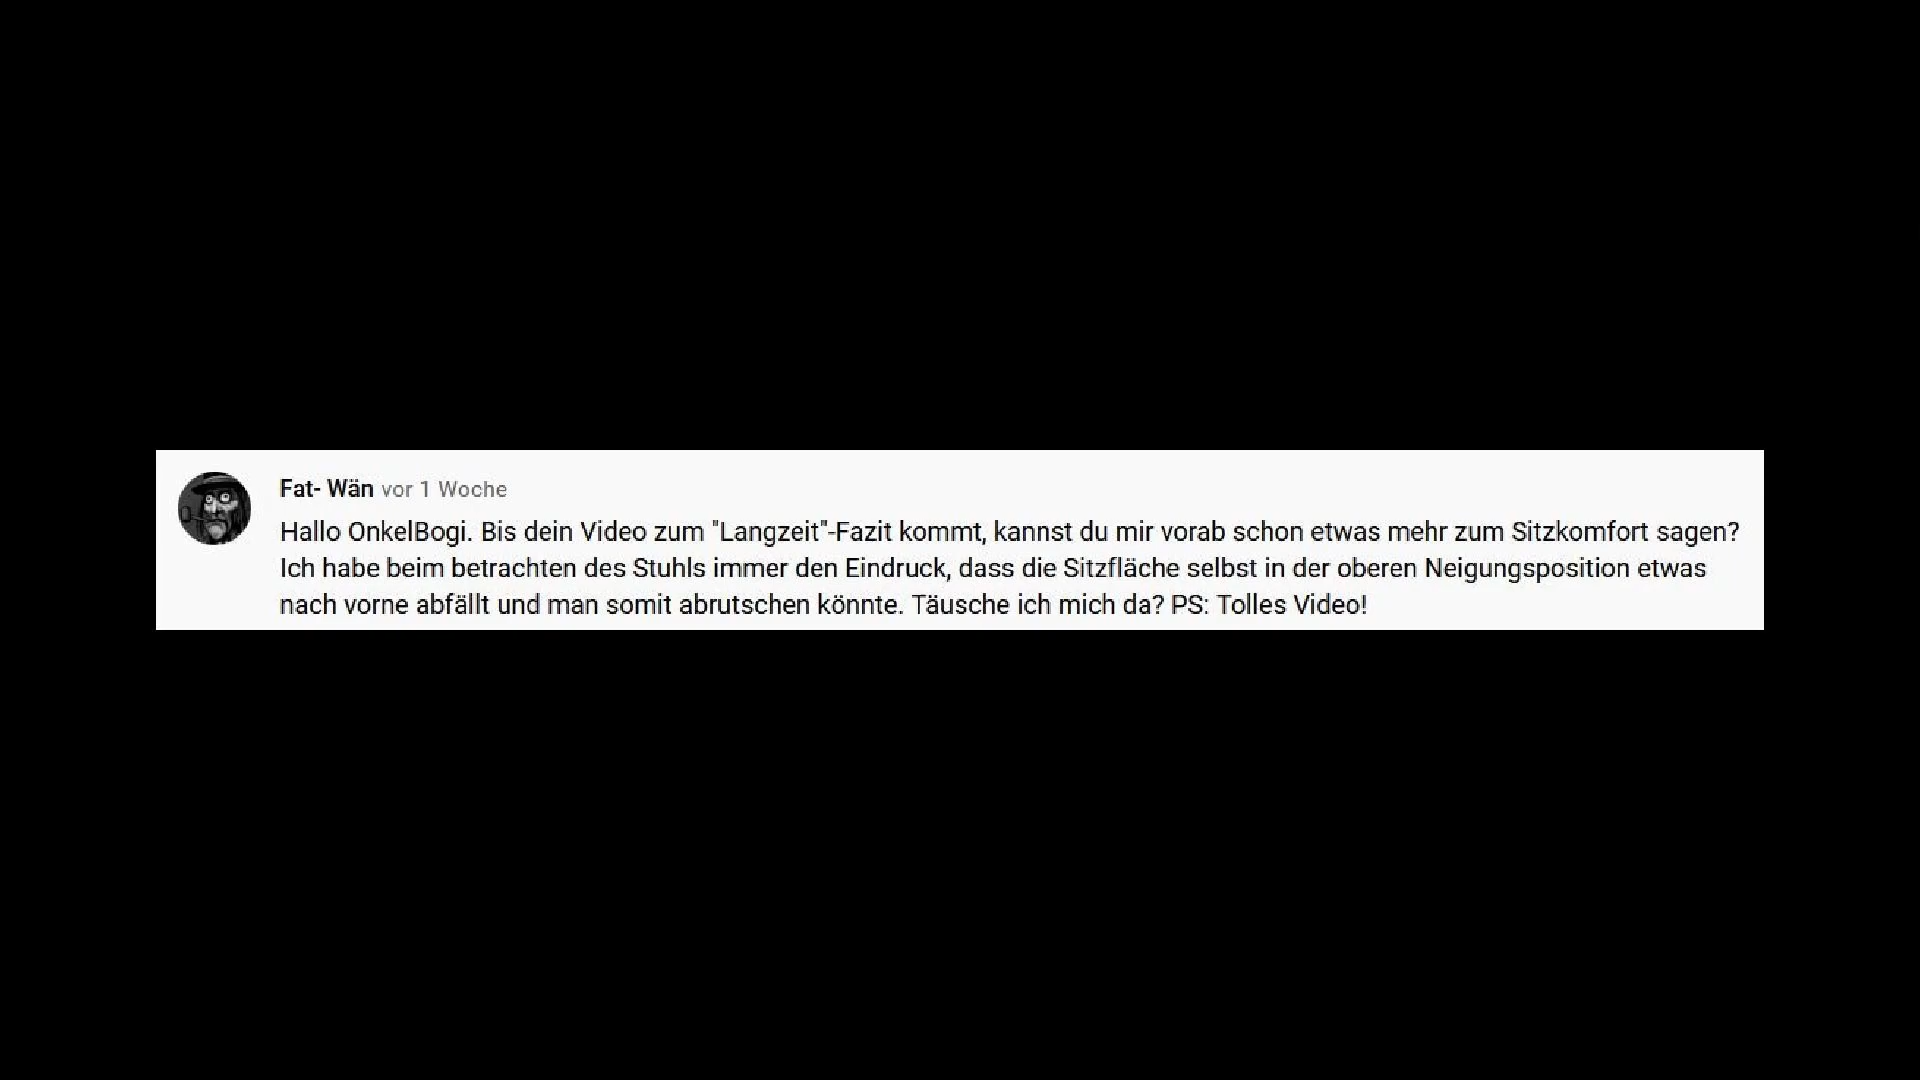 Fat- Wän vor 1 Woche
Hallo OnkelBogi. Bis dein Video zum "Langzeit"-Fazit kommt, kannst du mir vorab schon etwas mehr zum Sitzkomfort sagen?
Ich habe beim betrachten des Stuhls immer den Eindruck, dass die Sitzfläche selbst in der oberen Neigungsposition etwas
nach vorne abfällt und man somit abrutschen könnte. Täusche ich mich da? PS: Tolles Video!